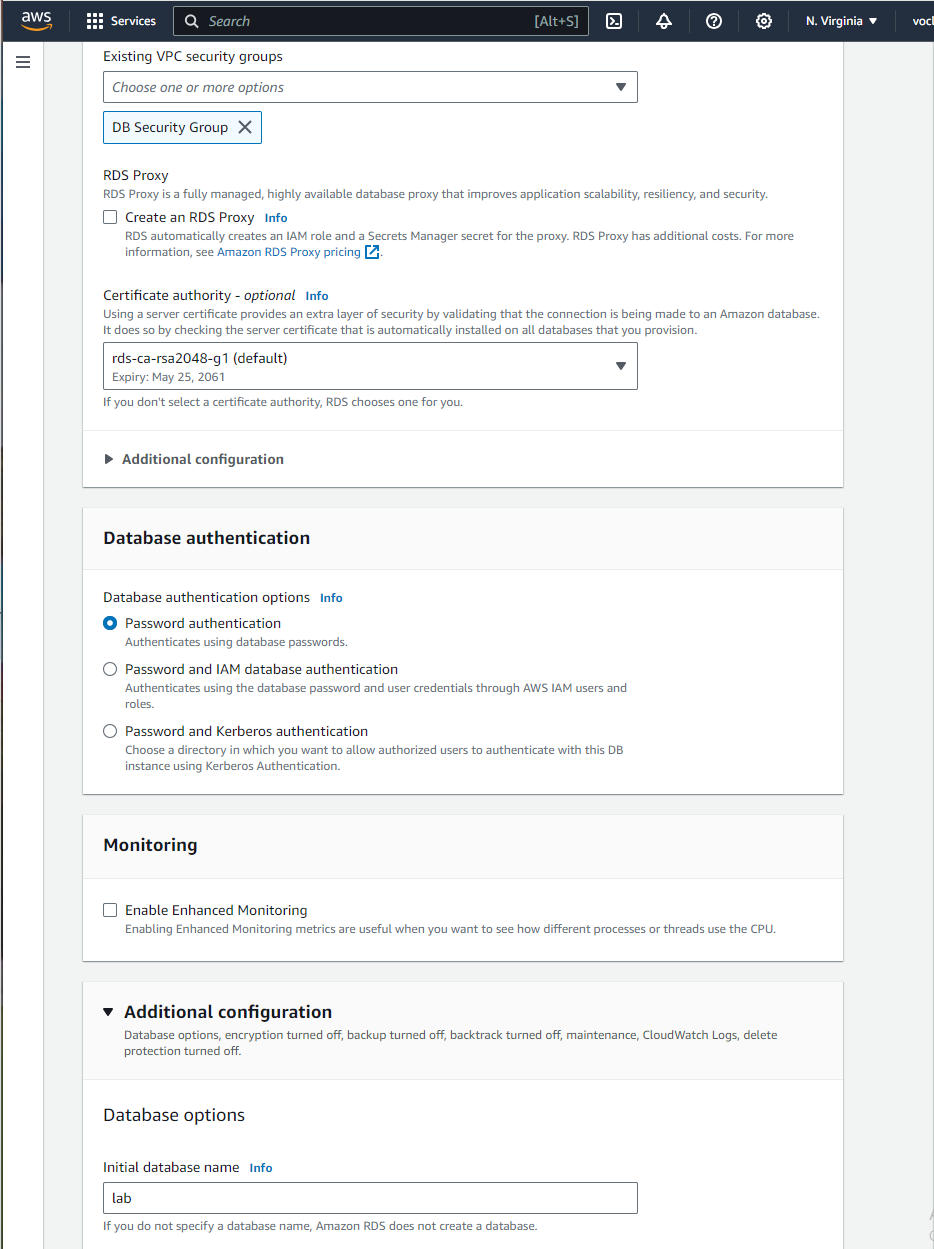 aws
Services
Search [Alt+S]
N. Virginia
Existing VPC security groups
Choose one or more options
DB Security Group
RDS Proxy
RDS Proxy is a fully managed, highly available database proxy that improves application scalability, resiliency, and security.
Create an RDS Proxy Info
RDS automatically creates an IAM role and a Secrets Manager secret for the proxy. RDS Proxy has additional costs. For more
information, see Amazon RDS Proxy pricing.
Certificate authority - optional Info
Using a server certificate provides an extra layer of security by validating that the connection is being made to an Amazon database.
It does so by checking the server certificate that is automatically installed on all databases that you provision.
rds-ca-rsa2048-g1 (default)
Expiry: May 25, 2061
If you don't select a certificate authority, RDS chooses one for you.
Additional configuration
Database authentication
Database authentication options Info
Password authentication
Authenticates using database passwords.
Password and IAM database authentication
Authenticates using the database password and user credentials through AWS IAM users and
roles.
Password and Kerberos authentication
Choose a directory in which you want to allow authorized users to authenticate with this DB
instance using Kerberos Authentication.
Monitoring
Enable Enhanced Monitoring
Enabling Enhanced Monitoring metrics are useful when you want to see how different processes or threads use the CPU.
Additional configuration
Database options, encryption turned off, backup turned off, backtrack turned off, maintenance, CloudWatch Logs, delete
protection turned off.
Database options
Initial database name Info
lab
If you do not specify a database name, Amazon RDS does not create a database.